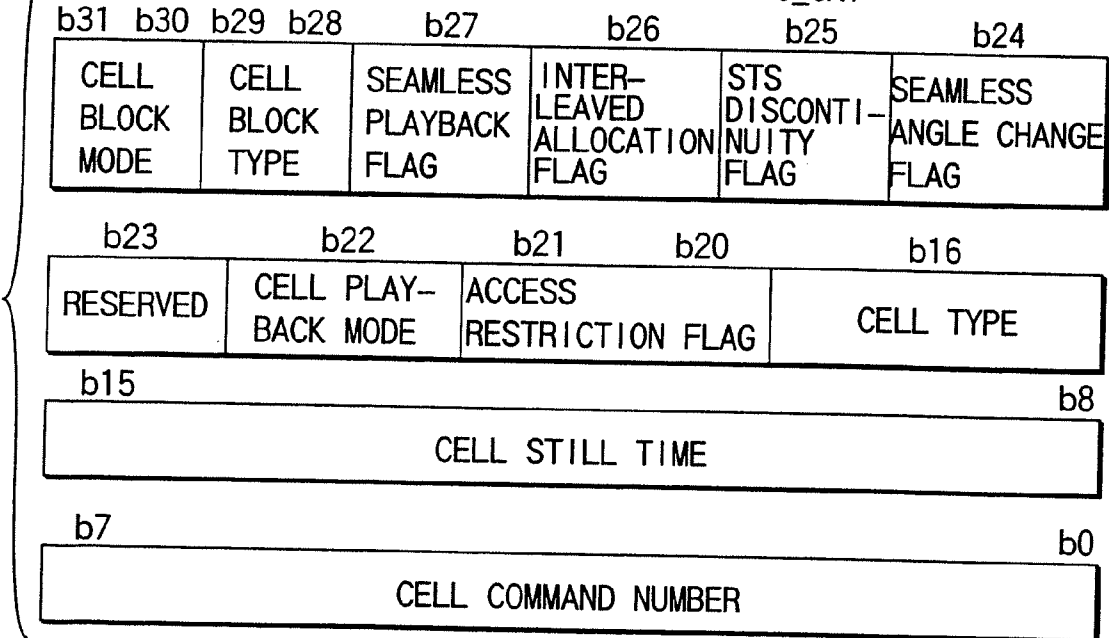 b31 b30 b29 b28 b27 b26 b25 b24
CELL BLOCK MODE
CELL BLOCK TYPE
SEAMLESS PLAYBACK FLAG
INTER-
LEAVED
ALLOCATION
FLAG
STS
DISCONTI-
NUITY
FLAG
SEAMLESS
ANGLE CHANGE
FLAG
b23 b22 b21 b20 b16
RESERVED
CELL PLAY-
BACK MODE
ACCESS
RESTRICTION FLAG
CELL TYPE
b15 b8
CELL STILL TIME
b7 b0
CELL COMMAND NUMBER